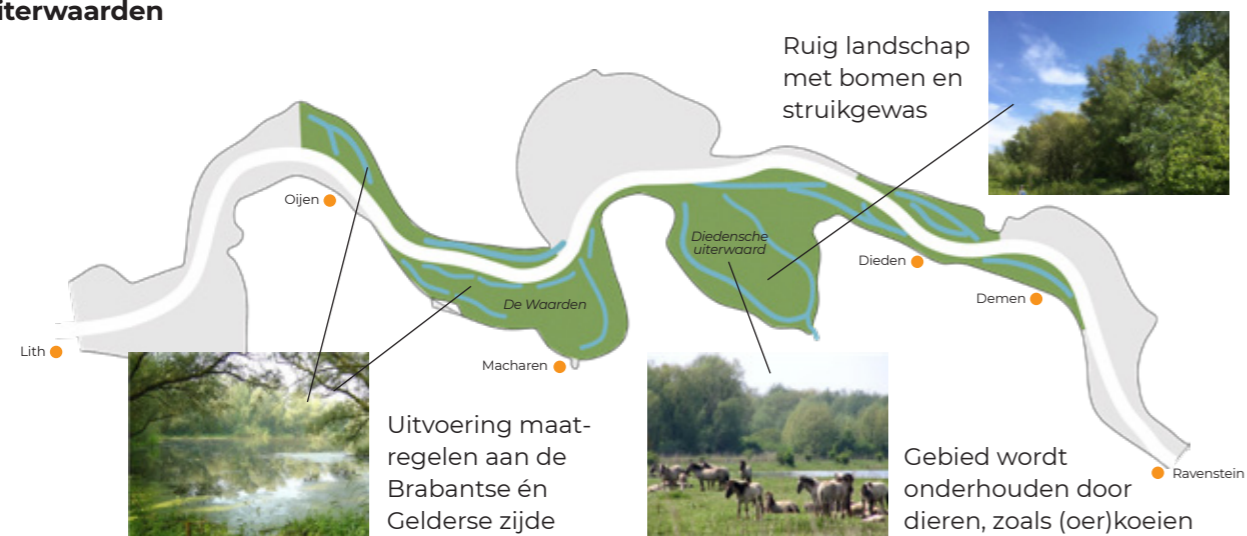 iterwaarden
Ruig landschap
met bomen en
struikgewas
Oijen
Diedensche
uiterwaard
Dieden
De Waarden
Demen
Lith
Macharen
Uitvoering maat-
regelen aan de
Brabantse én
Gelderse zijde
Gebied wordt
onderhouden door
dieren, zoals (oer)koeien
Ravenstein